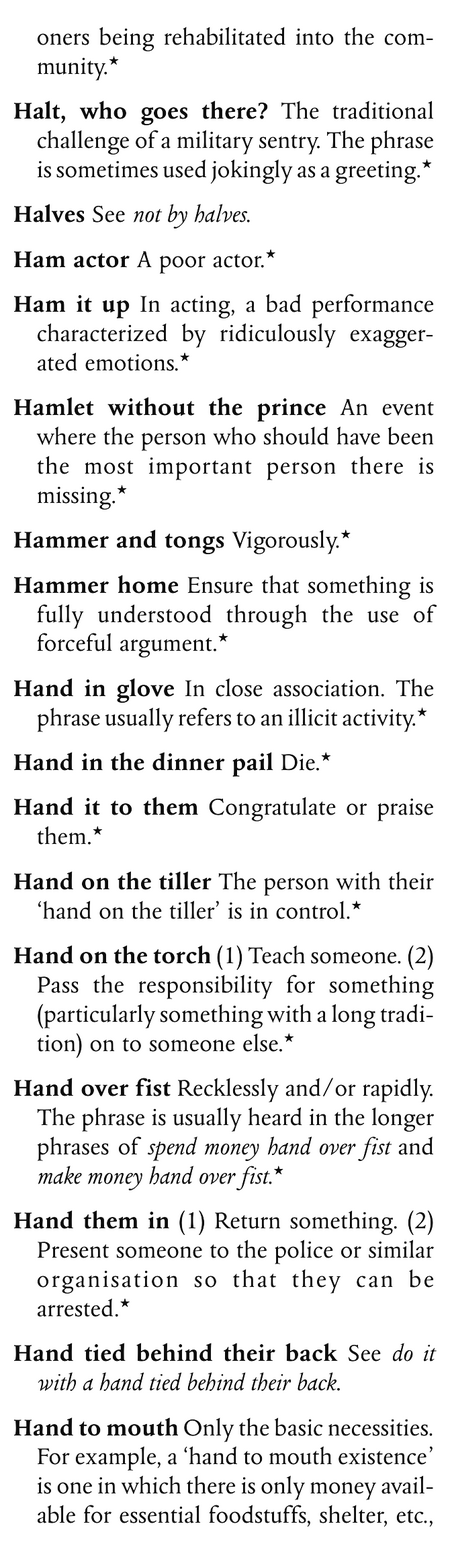 oners being rehabilitated into the com-
munity.★
Halt, who goes there? The traditional
challenge of a military sentry. The phrase
is sometimes used jokingly as a greeting.★
Halves See not by halves.
Ham actor A poor actor.★
Ham it up In acting, a bad performance
characterized by ridiculously exagger-
ated emotions.★
Hamlet without the prince An event
where the person who should have been
the most important person there is
missing.★
Hammer and tongs Vigorously.★
Hammer home Ensure that something is
fully understood through the use of
forceful argument.★
Hand in glove In close association. The
phrase usually refers to an illicit activity.★
Hand in the dinner pail Die.★
Hand it to them Congratulate or praise
them.★
Hand on the tiller The person with their
‘hand on the tiller’ is in control.★
Hand on the torch (1) Teach someone. (2)
Pass the responsibility for something
(particularly something with a long tradi-
tion) on to someone else.★
Hand over fist Recklessly and/or rapidly.
The phrase is usually heard in the longer
phrases of spend money hand over fist and
make money hand over fist.★
Hand them in (1) Return something. (2)
Present someone to the police or similar
organisation so that they can be
arrested.★
Hand tied behind their back See do it
with a hand tied behind their back.
Hand to mouth Only the basic necessities.
For example, a ‘hand to mouth existence’
is one in which there is only money avail-
able for essential foodstuffs, shelter, etc.,